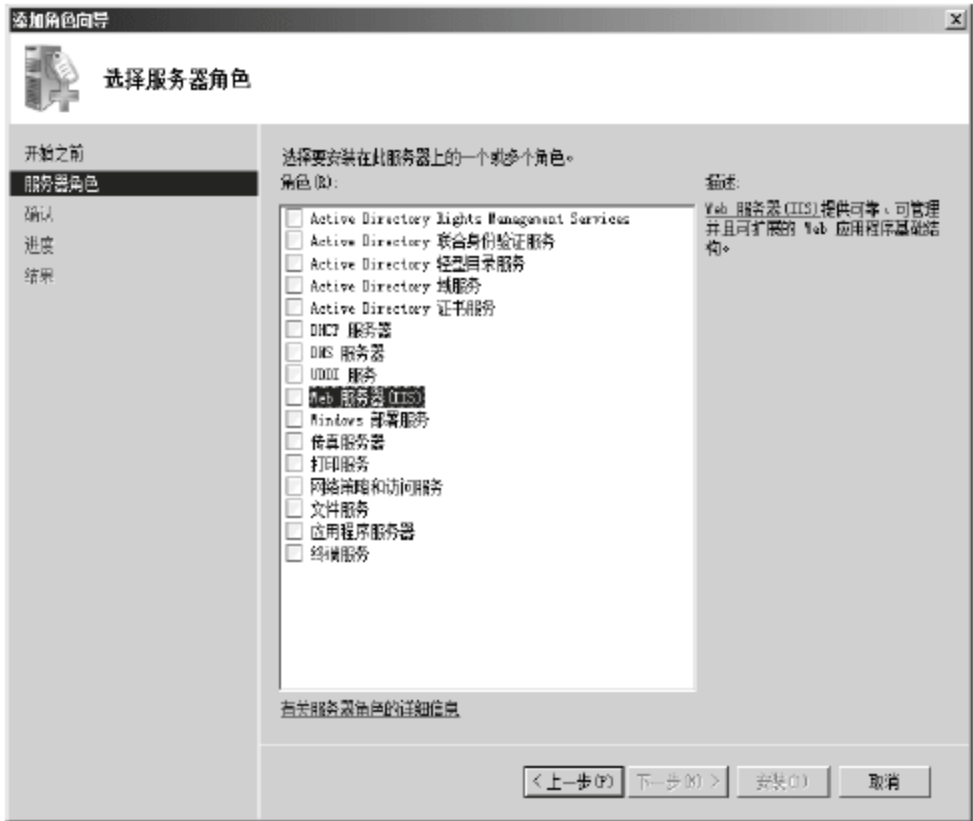 添加角色向导
选择服务器角色
开始之前
服务器角色
确认
进度
结果
选择要安装在此服务器上的一个或多个角色。
角色(R):
Active Directory Rights Management Services
Active Directory 联合身份验证服务
Active Directory 轻型目录服务
Active Directory 域服务
Active Directory 证书服务
DHCP 服务器
DNS 服务器
UDDI 服务
Web 服务器(IIS)
Windows 部署服务
传真服务器
打印服务
网络策略和访问服务
文件服务
应用程序服务器
终端服务
有关服务器角色的详细信息
描述:
Web 服务器(IIS)提供可靠、可管理
并且可扩展的 Web 应用程序基础结
构。
<上一步(P)
下一步(N) >
安装(I)
取消